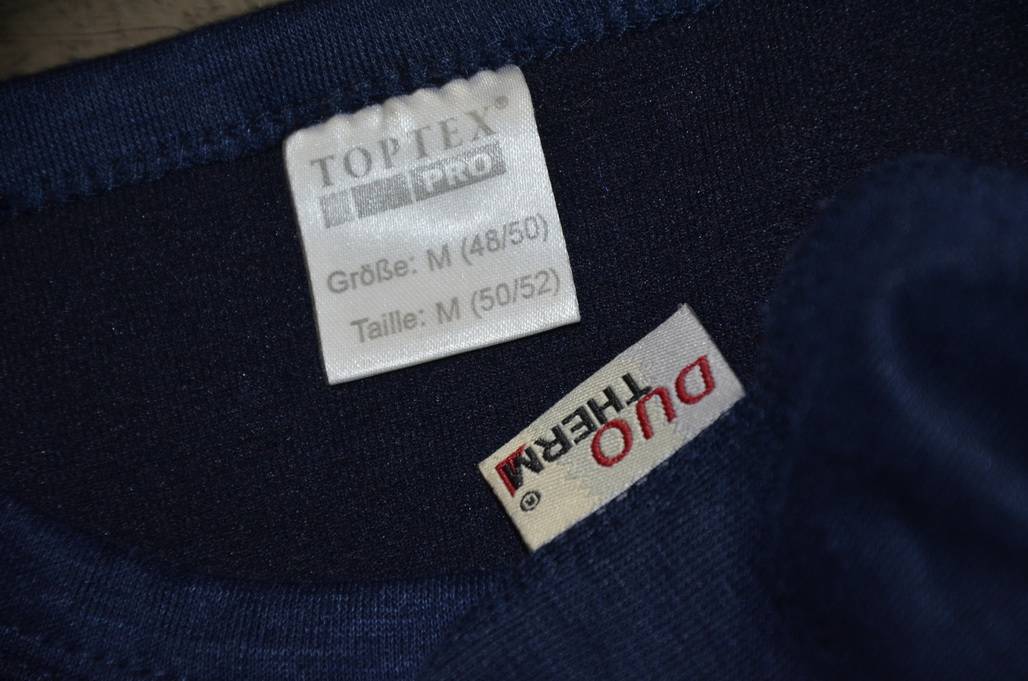 TOPTEX®
PRO
Größe: M (48/50)
Taille: M (50/52)
DUO
THERM
®